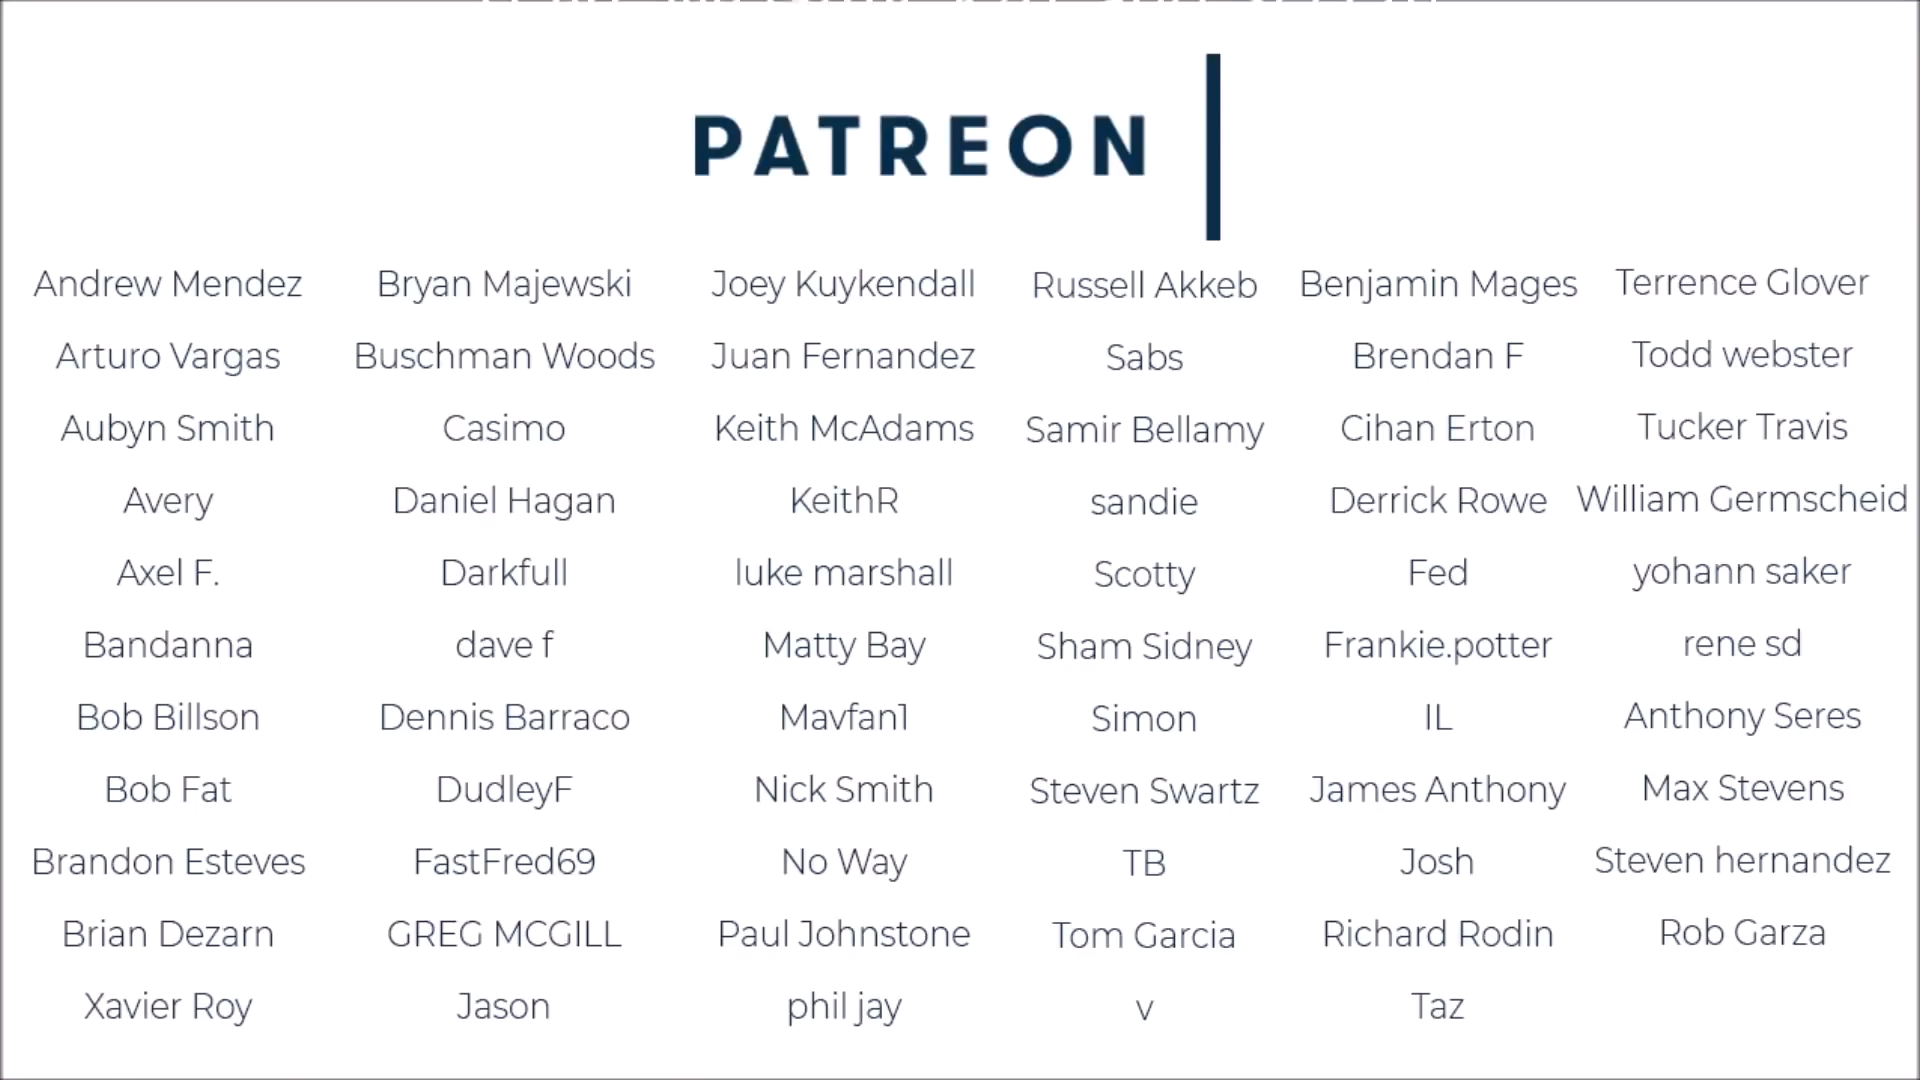 PATREON
Andrew Mendez
Arturo Vargas
Aubyn Smith
Avery
Axel F.
Bandanna
Bob Billson
Bob Fat
Brandon Esteves
Brian Dezarn
Xavier Roy
Bryan Majewski
Buschman Woods
Casimo
Daniel Hagan
Darkfull
dave f
Dennis Barraco
DudleyF
FastFred69
GREG MCGILL
Jason
Joey Kuykendall
Juan Fernandez
Keith McAdams
KeithR
luke marshall
Matty Bay
Mavfan1
Nick Smith
No Way
Paul Johnstone
phil jay
Russell Akkeb
Sabs
Samir Bellamy
sandie
Scotty
Sham Sidney
Simon
Steven Swartz
TB
Tom Garcia
v
Benjamin Mages
Brendan F
Cihan Erton
Derrick Rowe
Fed
Frankie.potter
IL
James Anthony
Josh
Richard Rodin
Taz
Terrence Glover
Todd webster
Tucker Travis
William Germscheid
yohann saker
rene sd
Anthony Seres
Max Stevens
Steven hernandez
Rob Garza